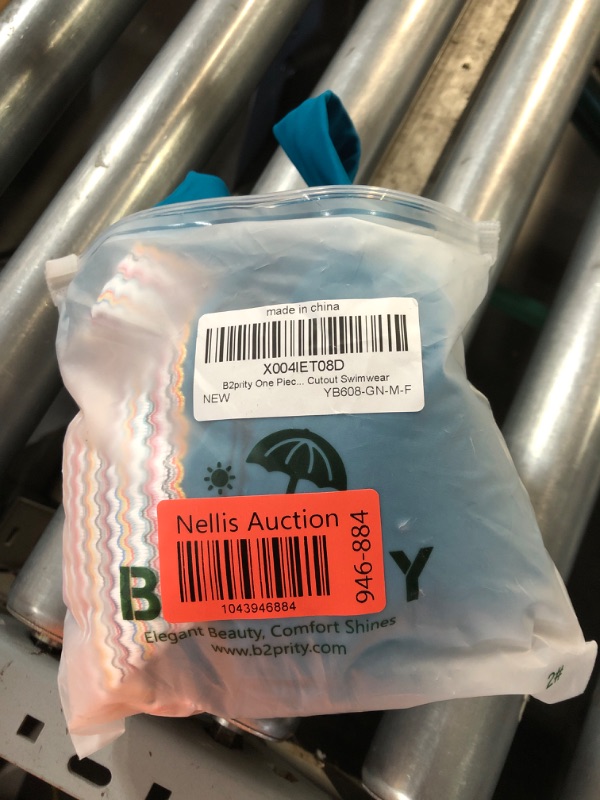 made in china
X004IET08D
B2prity One Piec... Cutout Swimwear
NEW YB608-GN-M-F
Nellis Auction
946-884
1043946884
B Y
Elegant Beauty, Comfort Shines
www.b2prity.com
2#